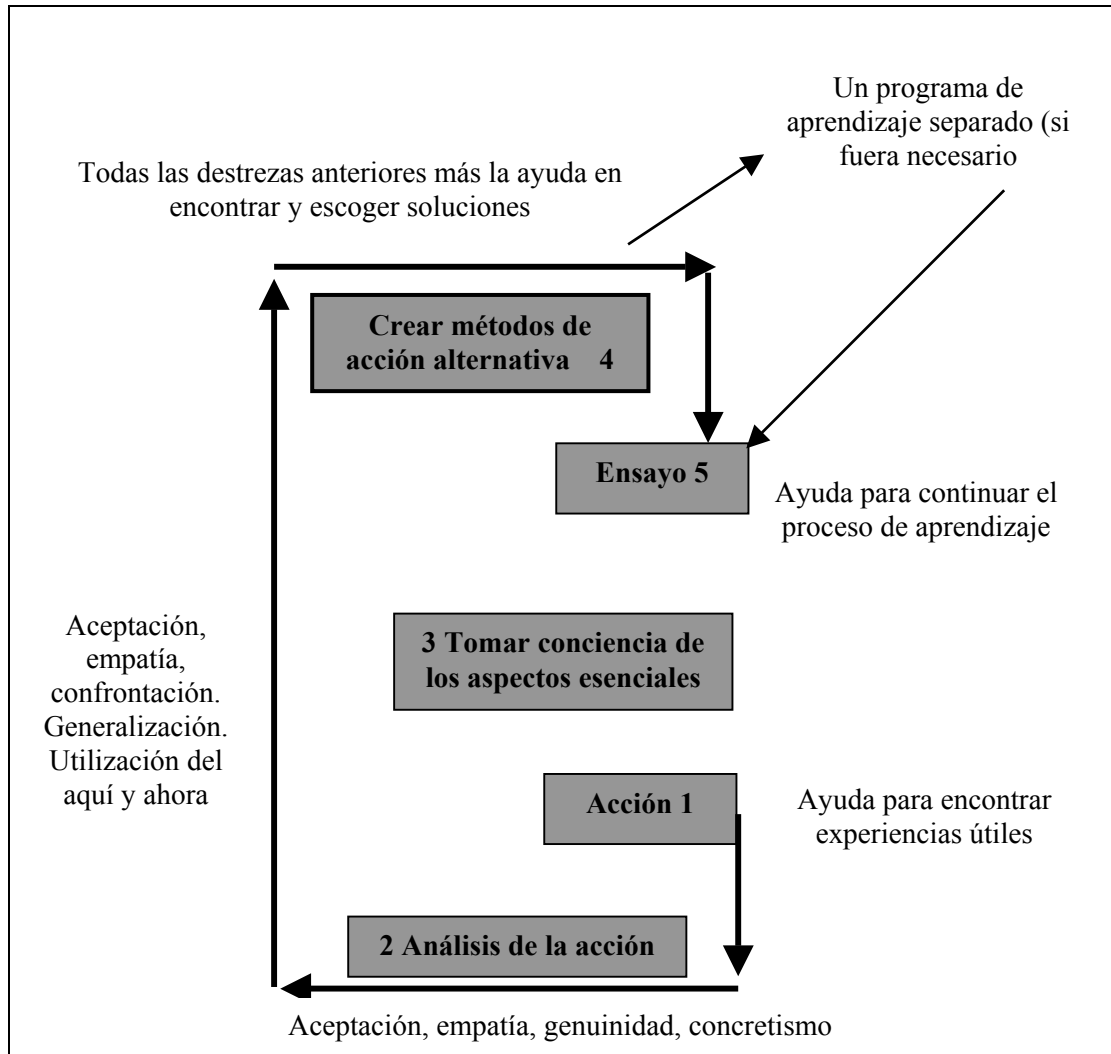 Un programa de
aprendizaje separado (si
fuera necesario
Todas las destrezas anteriores más la ayuda en
encontrar y escoger soluciones
Crear métodos de
acción alternativa 4
Ensayo 5
Ayuda para continuar el
proceso de aprendizaje
Aceptación,
empatía,
confrontación.
Generalización.
Utilización del
aquí y ahora
3 Tomar conciencia de
los aspectos esenciales
Acción 1
Ayuda para encontrar
experiencias útiles
2 Análisis de la acción
Aceptación, empatía, genuinidad, concretismo